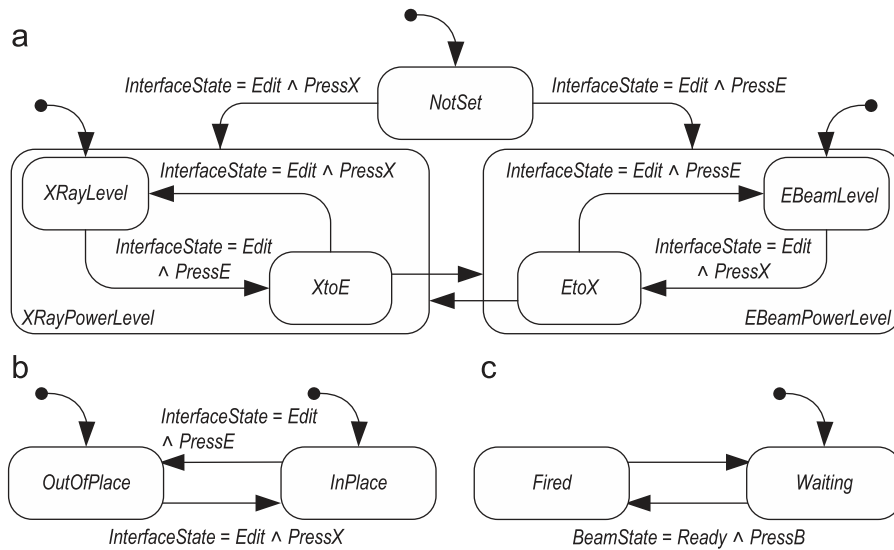 a
InterfaceState = Edit ∧ PressX
InterfaceState = Edit ∧ PressE
NotSet
InterfaceState = Edit ∧ PressX
InterfaceState = Edit ∧ PressE
XRayLevel
EBeamLevel
InterfaceState = Edit
∧ PressE
InterfaceState = Edit
∧ PressX
XtoE
EtoX
XRayPowerLevel
EBeamPowerLevel
b
c
InterfaceState = Edit
∧ PressE
OutOfPlace
InPlace
Fired
Waiting
InterfaceState = Edit ∧ PressX
BeamState = Ready ∧ PressB